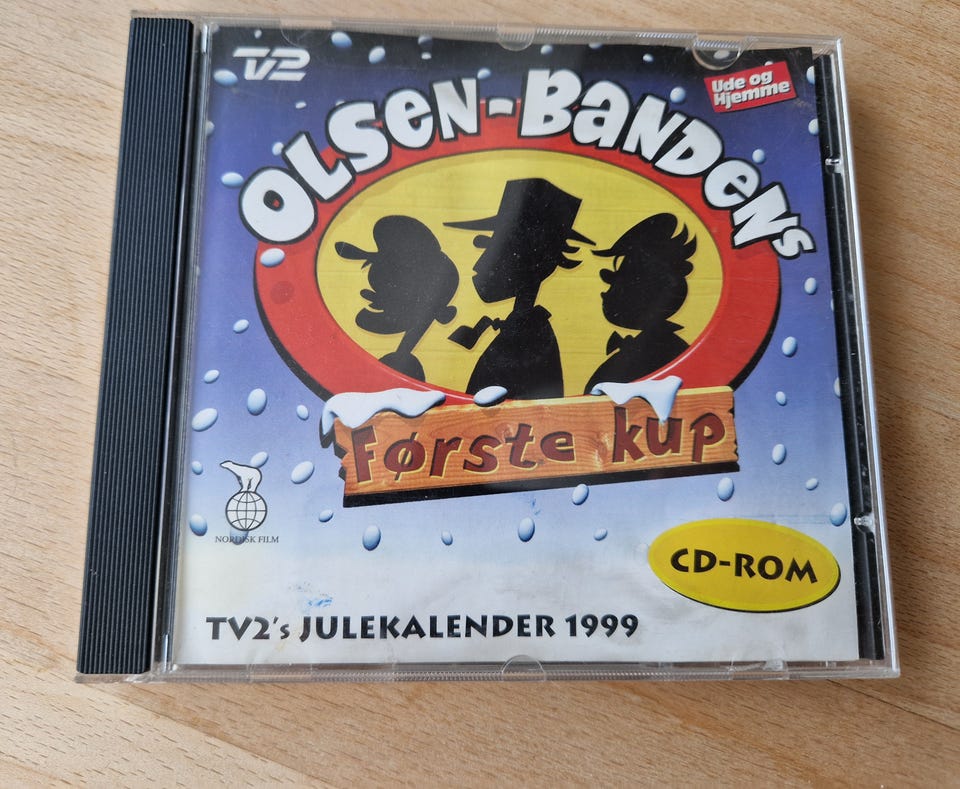 TV2
Ude og
Hjemme
OLSeN-BaNDeNs
Første kup
NORDISK FILM
CD-ROM
TV2's JULEKALENDER 1999